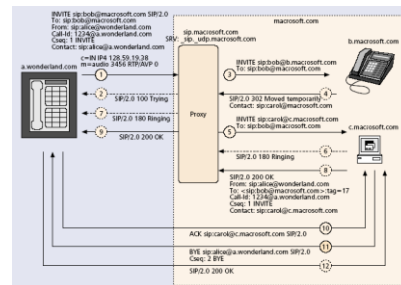 INVITE sip:bob@macrosoft.com SIP/2.0
To: sip:bob@macrosoft.com
From: sip:alice@wonderland.com
Call-Id: 1234@a.wonderland.com
Cseq: 1 INVITE
Contact: sip:alice@a.wonderland.com
c=IN IP4 128.59.19.38
m=audio 3456 RTP/AVP 0
macrosoft.com
sip.macrosoft.com
SRV: _sip._udp.macrosoft.com
a.wonderland.com
b.macrosoft.com
1
INVITE sip:bob@b.macrosoft.com
To: sip:bob@macrosoft.com
3
2
SIP/2.0 100 Trying
4
SIP/2.0 302 Moved temporarily
Contact: sip:carol@c.macrosoft.com
7
SIP/2.0 180 Ringing
Proxy
INVITE sip:carol@c.macrosoft.com
To: sip:bob@macrosoft.com
5
9
SIP/2.0 200 OK
c.macrosoft.com
6
SIP/2.0 180 Ringing
8
SIP/2.0 200 OK
From: sip:alice@wonderland.com
To: <sip:bob@macrosoft.com>;tag=17
Call-Id: 1234@a.wonderland.com
Cseq: 1 INVITE
Contact: sip:carol@c.macrosoft.com
10
ACK sip:carol@c.macrosoft.com SIP/2.0
11
BYE sip:alice@a.wonderland.com SIP/2.0
Cseq: 2 BYE
12
SIP/2.0 200 OK